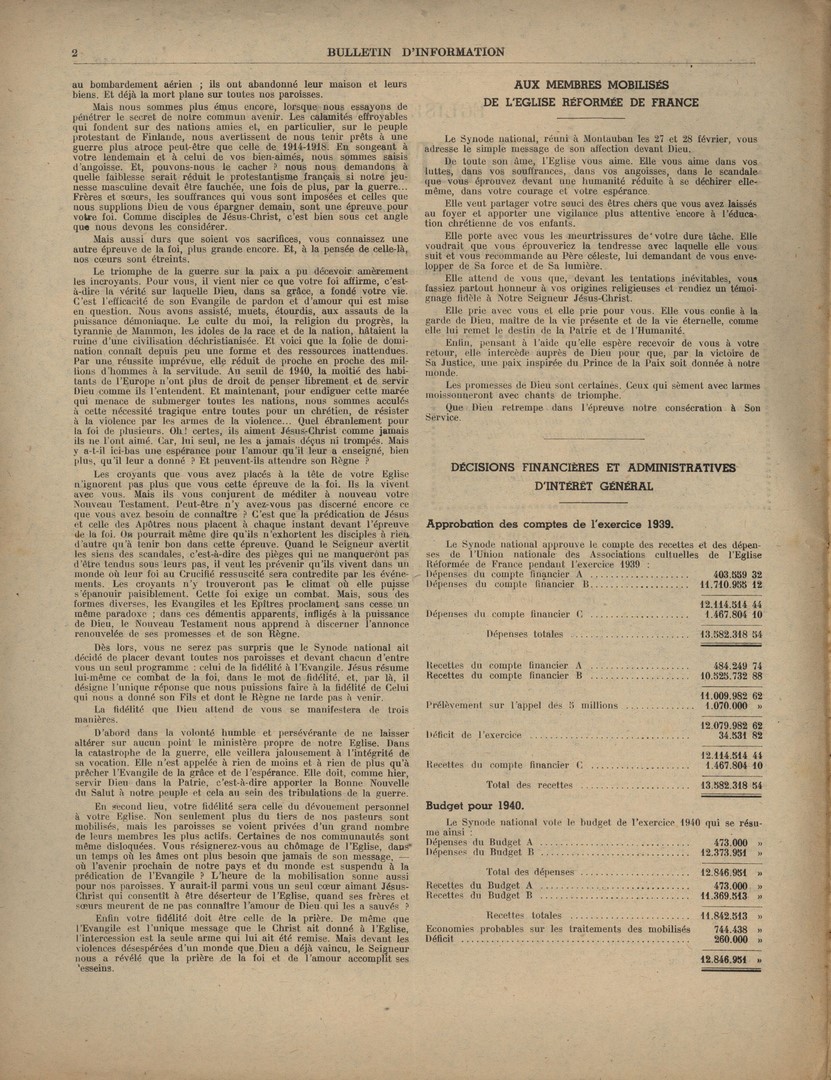 2
BULLETIN D'INFORMATION
au bombardement aérien ; ils ont abandonné leur maison et leurs
biens. Et déjà la mort plane sur toutes nos paroisses.
Mais nous sommes plus émus encore, lorsque nous essayons de
pénétrer le secret de notre commun avenir. Les calamités effroyables
qui fondent sur des nations amies et, en particulier, sur le peuple
protestant de Finlande, nous avertissent de nous tenir prêts à une
guerre plus atroce peut-être que celle de 1914-1918. En songeant à
votre lendemain et à celui de vos bien-aimés, nous sommes saisis
d'angoisse. Et, pouvons-nous le cacher ? nous nous demandons à
quelle faiblesse serait réduit le protestantisme français si notre jeu-
nesse masculine devait être fauchée, une fois de plus, par la guerre...
Frères et sœurs, les souffrances qui vous sont imposées et celles que
nous supplions Dieu de vous épargner demain, sont une épreuve pour
votre foi. Comme disciples de Jésus-Christ, c'est bien sous cet angle
que nous devons les considérer.
Mais aussi durs que soient vos sacrifices, vous connaissez une
autre épreuve de la foi, plus grande encore. Et, à la pensée de celle-là,
nos cœurs sont étreints.
Le triomphe de la guerre sur la paix a pu décevoir amèrement
les incroyants. Pour vous, il vient nier ce que votre foi affirme, c'est-
à-dire la vérité sur laquelle Dieu, dans sa grâce, a fondé votre vie.
C'est l'efficacité de son Evangile de pardon et d'amour qui est mise
en question. Nous avons assisté, muets, étourdis, aux assauts de la
puissance démoniaque. Le culte du moi, la religion du progrès, la
tyrannie de Mammon, les idoles de la race et de la nation, hâtaient la
ruine d'une civilisation déchristianisée. Et voici que la folie de domi-
nation connaît depuis peu une forme et des ressources inattendues.
Par une réussite imprévue, elle réduit de proche en proche des mil-
lions d'hommes à la servitude. Au seuil de 1940, la moitié des habi-
tants de l'Europe n'ont plus de droit de penser librement et de servir
Dieu comme ils l'entendent. Et maintenant, pour endiguer cette marée
qui menace de submerger toutes les nations, nous sommes acculés
à cette nécessité tragique entre toutes pour un chrétien, de résister
à la violence par les armes de la violence... Quel ébranlement pour
la foi de plusieurs. Oh! certes, ils aiment Jésus-Christ comme jamais
ils ne l'ont aimé. Car, lui seul, ne les a jamais déçus ni trompés. Mais
y a-t-il ici-bas une espérance pour l'amour qu'il leur a enseigné, bien
plus, qu'il leur a donné ? Et peuvent-ils attendre son Règne ?
Les croyants que vous avez placés à la tête de votre Eglise
n'ignorent pas plus que vous cette épreuve de la foi. Ils la vivent
avec vous. Mais ils vous conjurent de méditer à nouveau votre
Nouveau Testament. Peut-être n'y avez-vous pas discerné encore ce
que vous avez besoin de connaître ? C'est que la prédication de Jésus
et celle des Apôtres nous placent à chaque instant devant l'épreuve
de la foi. On pourrait même dire qu'ils n'exhortent les disciples à rien
d'autre qu'à tenir bon dans cette épreuve. Quand le Seigneur avertit
les siens des scandales, c'est-à-dire des pièges qui ne manqueront pas
d'être tendus sous leurs pas, il veut les prévenir qu'ils vivent dans un
monde où leur foi au Crucifié ressuscité sera contredite par les événe-
ments. Les croyants n'y trouveront pas le climat où elle puisse
s'épanouir paisiblement. Cette foi exige un combat. Mais, sous des
formes diverses, les Evangiles et les Epîtres proclament sans cesse un
même paradoxe ; dans ces démentis apparents, infligés à la puissance
de Dieu, le Nouveau Testament nous apprend à discerner l'annonce
renouvelée de ses promesses et de son Règne.
Dès lors, vous ne serez pas surpris que le Synode national ait
décidé de placer devant toutes nos paroisses et devant chacun d'entre
vous un seul programme : celui de la fidélité à l'Evangile. Jésus résume
lui-même ce combat de la foi, dans le mot de fidélité, et, par là, il
désigne l'unique réponse que nous puissions faire à la fidélité de Celui
qui nous a donné son Fils et dont le Règne ne tarde pas à venir.
La fidélité que Dieu attend de vous se manifestera de trois
manières.
D'abord dans la volonté humble et persévérante de ne laisser
altérer sur aucun point le ministère propre de notre Eglise. Dans
la catastrophe de la guerre, elle veillera jalousement à l'intégrité de
sa vocation. Elle n'est appelée à rien de moins et à rien de plus qu'à
prêcher l'Evangile de la grâce et de l'espérance. Elle doit, comme hier,
servir Dieu dans la Patrie, c'est-à-dire apporter la Bonne Nouvelle
du Salut à notre peuple et cela au sein des tribulations de la guerre.
En second lieu, votre fidélité sera celle du dévouement personnel
à votre Eglise. Non seulement plus du tiers de nos pasteurs sont
mobilisés, mais les paroisses se voient privées d'un grand nombre
de leurs membres les plus actifs. Certaines de nos communautés sont
même disloquées. Vous résignerez-vous au chômage de l'Eglise, dans
un temps où les âmes ont plus besoin que jamais de son message, —
où l'avenir prochain de notre pays et du monde est suspendu à la
prédication de l'Evangile ? L'heure de la mobilisation sonne aussi
pour nos paroisses. Y aurait-il parmi vous un seul cœur aimant Jésus-
Christ qui consentît à être déserteur de l'Eglise, quand ses frères et
sœurs meurent de ne pas connaître l'amour de Dieu qui les a sauvés ?
Enfin votre fidélité doit être celle de la prière. De même que
l'Evangile est l'unique message que le Christ ait donné à l'Eglise,
l'intercession est la seule arme qui lui ait été remise. Mais devant les
violences désespérées d'un monde que Dieu a déjà vaincu, le Seigneur
nous a révélé que la prière de la foi et de l'amour accomplit ses
'esseins.
AUX MEMBRES MOBILISÉS
DE L'EGLISE RÉFORMÉE DE FRANCE
Le Synode national, réuni à Montauban les 27 et 28 février, vous
adresse le simple message de son affection devant Dieu.
De toute son âme, l'Eglise vous aime. Elle vous aime dans vos
luttes, dans vos souffrances, dans vos angoisses, dans le scandale
que vous éprouvez devant une humanité réduite à se déchirer elle-
même, dans votre courage et votre espérance.
Elle veut partager votre souci des êtres chers que vous avez laissés
au foyer et apporter une vigilance plus attentive encore à l'éduca-
tion chrétienne de vos enfants.
Elle porte avec vos les meurtrissures de votre dure tâche. Elle
voudrait que vous éprouveriez la tendresse avec laquelle elle vous
suit et vous recommande au Père céleste, lui demandant de vous enve-
lopper de Sa force et de Sa lumière.
Elle attend de vous que, devant les tentations inévitables, vous
fassiez partout honneur à vos origines religieuses et rendiez un témoi-
gnage fidèle à Notre Seigneur Jésus-Christ.
Elle prie avec vous et elle prie pour vous. Elle vous confie à la
garde de Dieu, maître de la vie présente et de la vie éternelle, comme
elle lui remet le destin de la Patrie et de l'Humanité.
Enfin, pensant à l'aide qu'elle espère recevoir de vous à votre
retour, elle intercède auprès de Dieu pour que, par la victoire de
Sa Justice, une paix inspirée du Prince de la Paix soit donnée à notre
monde.
Les promesses de Dieu sont certaines. Ceux qui sèment avec larmes
moissonneront avec chants de triomphe.
Que Dieu retrempe dans l'épreuve notre consécration à Son
Service.
DÉCISIONS FINANCIÈRES ET ADMINISTRATIVES
D'INTÉRÊT GÉNÉRAL
Approbation des comptes de l'exercice 1939.
Le Synode national approuve le compte des recettes et des dépen-
ses de l'Union nationale des Associations cultuelles de l'Eglise
Réformée de France pendant l'exercice 1939 :
Dépenses du compte financier A .................... 403.559 32
Dépenses du compte financier B.................... 11.710.955 12
12.114.514 44
Dépenses du compte financier C .................... 1.467.804 10
Dépenses totales .................... 13.582.318 54
Recettes du compte financier A .................... 484.249 74
Recettes du compte financier B .................... 10.525.732 88
11.009.982 62
Prélèvement sur l'appel des 5 millions ............. 1.070.000 »
12.079.982 62
Déficit de l'exercice .................... 34.531 82
12.114.514 44
Recettes du compte financier C .................... 1.467.804 10
Total des recettes .................... 13.582.318 54
Budget pour 1940.
Le Synode national vote le budget de l'exercice 1940 qui se résu-
me ainsi :
Dépenses du Budget A .................... 473.000 »
Dépenses du Budget B .................... 12.373.951 »
Total des dépenses .................... 12.846.951 »
Recettes du Budget A .................... 473.000 »
Recettes du Budget B .................... 11.369.513 »
Recettes totales .................... 11.842.513 »
Economies probables sur les traitements des mobilisés 744.438 »
Déficit .................... 260.000 »
12.846.951 »